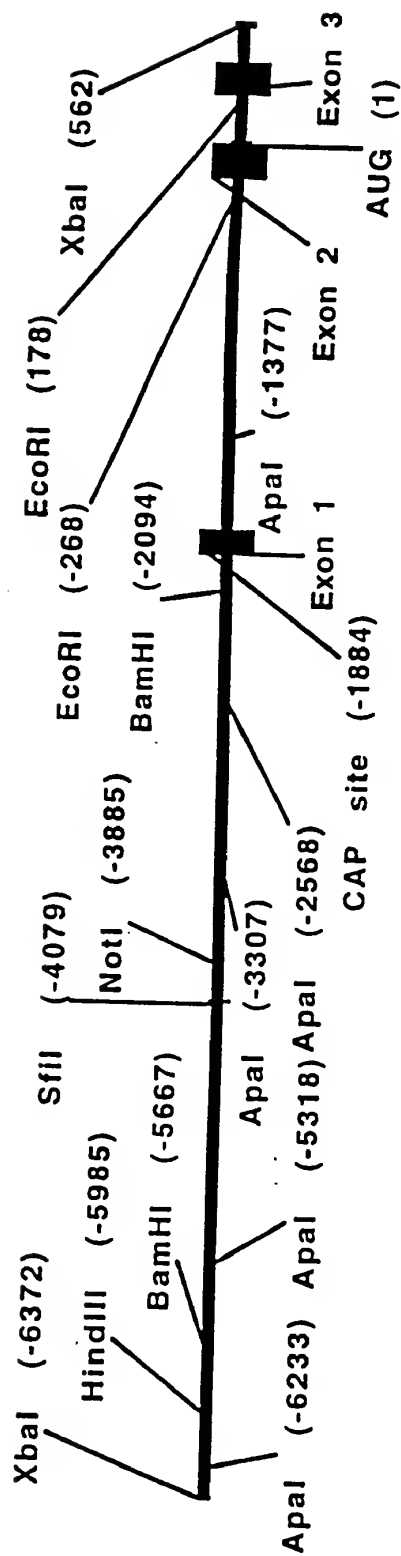 XbaI (-6372)
HindIII (-5985)
BamHI (-5667)
SfiI (-4079)
NotI (-3885)
BamHI (-2094)
EcoRI (-268)
EcoRI (178)
XbaI (562)
ApaI (-6233)
ApaI (-5318)
ApaI (-3307)
ApaI (-2568)
CAP site (-1884)
Exon 1
ApaI (-1377)
Exon 2
AUG (1)
Exon 3